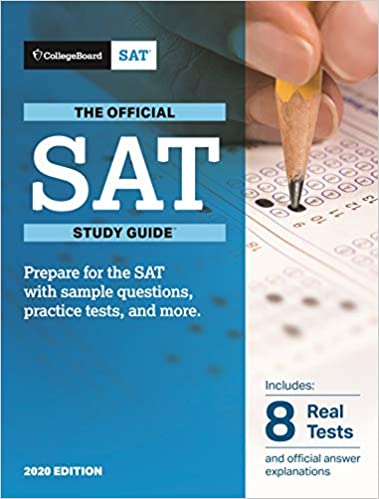 CollegeBoard SAT
THE OFFICIAL
SAT
STUDY GUIDE™
Prepare for the SAT
with sample questions,
practice tests, and more.
Includes:
8 Real
Tests
and official answer
explanations
2020 EDITION